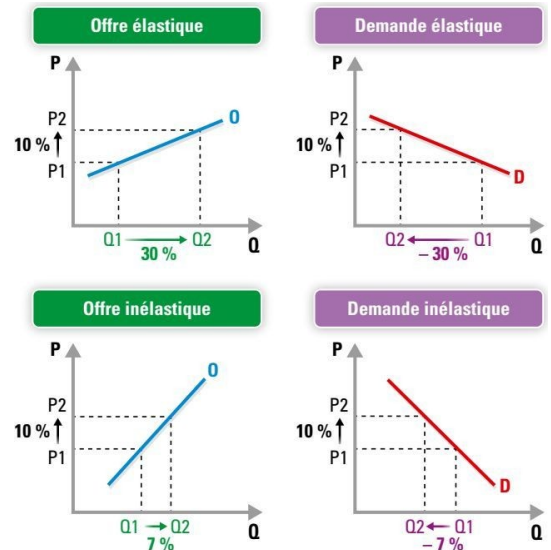 Offre élastique
P
P2
10 %
P1
O
Q1 Q2 Q
30 %
Demande élastique
P
P2
10 %
P1
D
Q2 Q1 Q
– 30 %
Offre inélastique
P
P2
10 %
P1
O
Q1 Q2 Q
7 %
Demande inélastique
P
P2
10 %
P1
D
Q2 Q1 Q
– 7 %